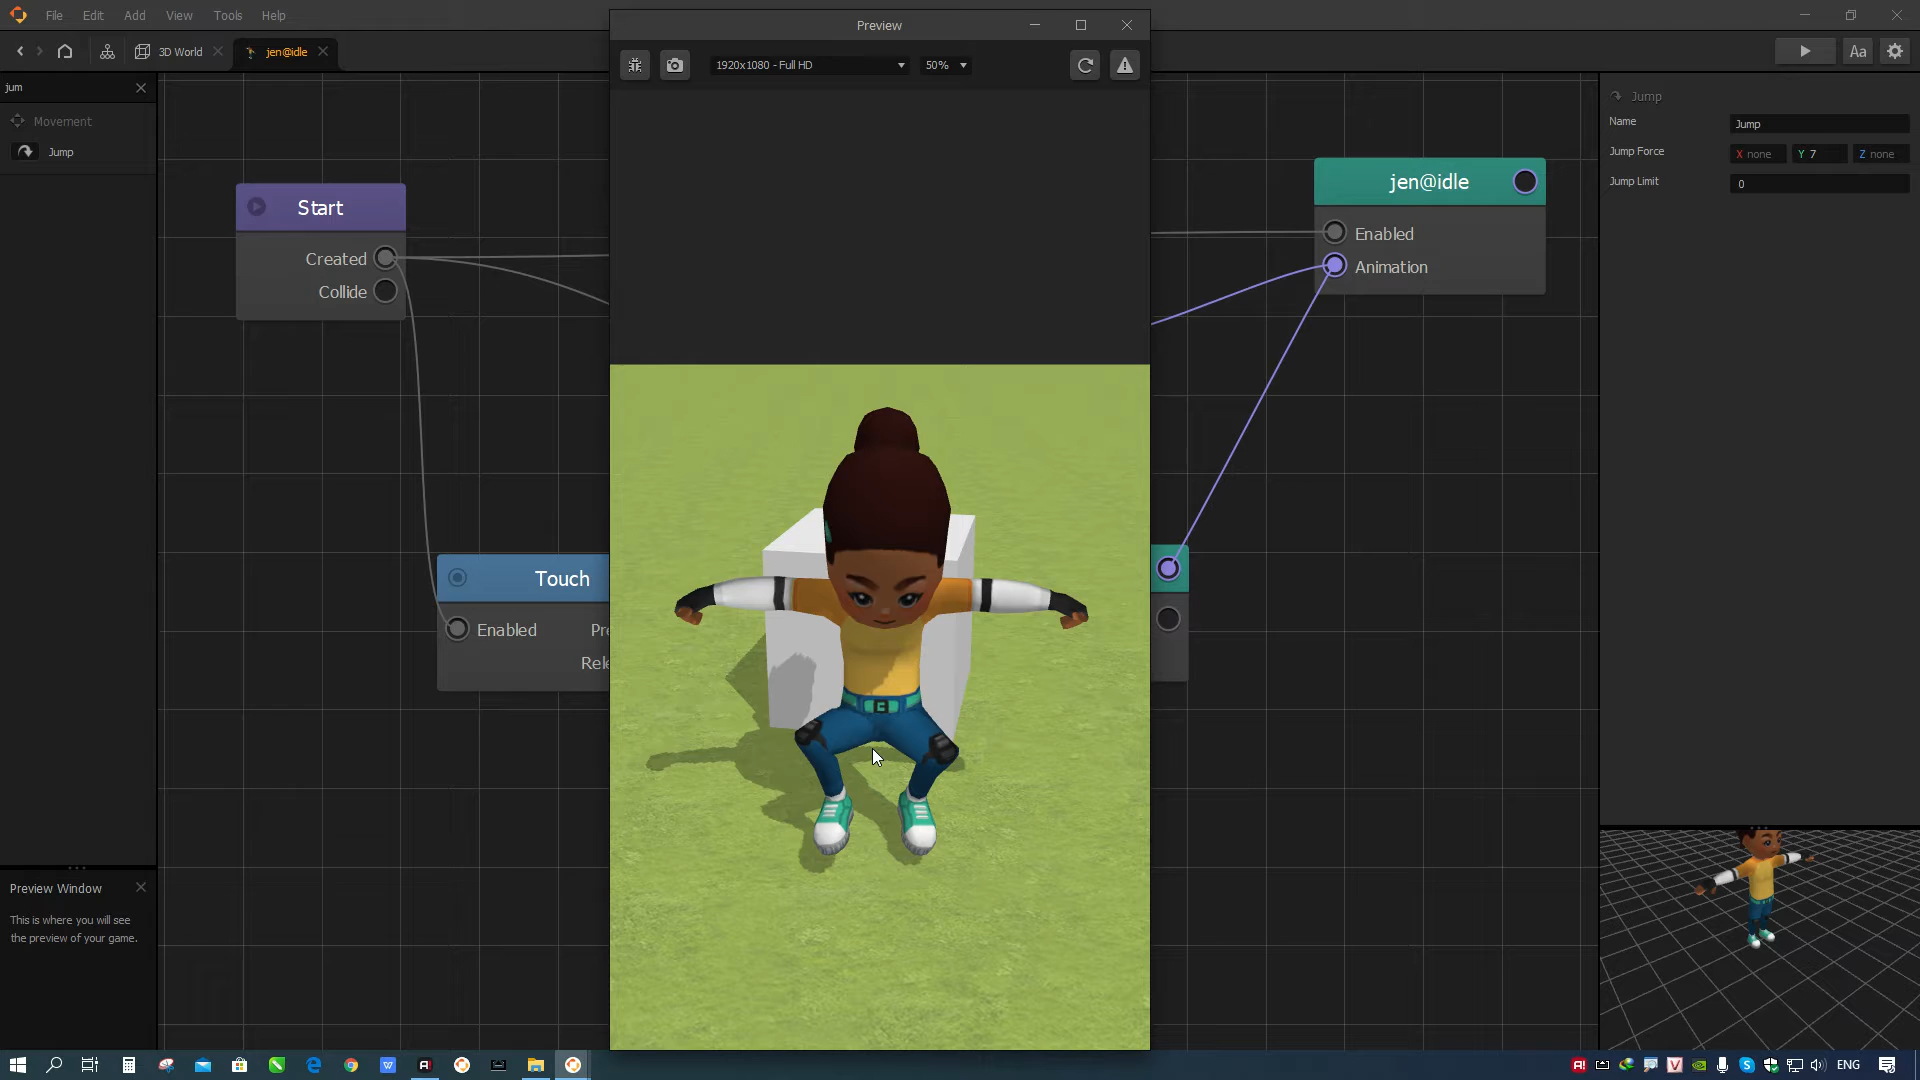 File Edit View Add Tools Help
Preview
3D World
jen@idle
1920x1080 - Full HD
50%
Aa
jum
Movement
Jump
Jump
Name
Jump
Jump Force
X none
Y 7
Z none
Jump Limit
0
Start
Created
Collide
jen@idle
Enabled
Animation
Touch
Enabled
Pre
Rele
Preview Window
This is where you will see
the preview of your game.
ENG